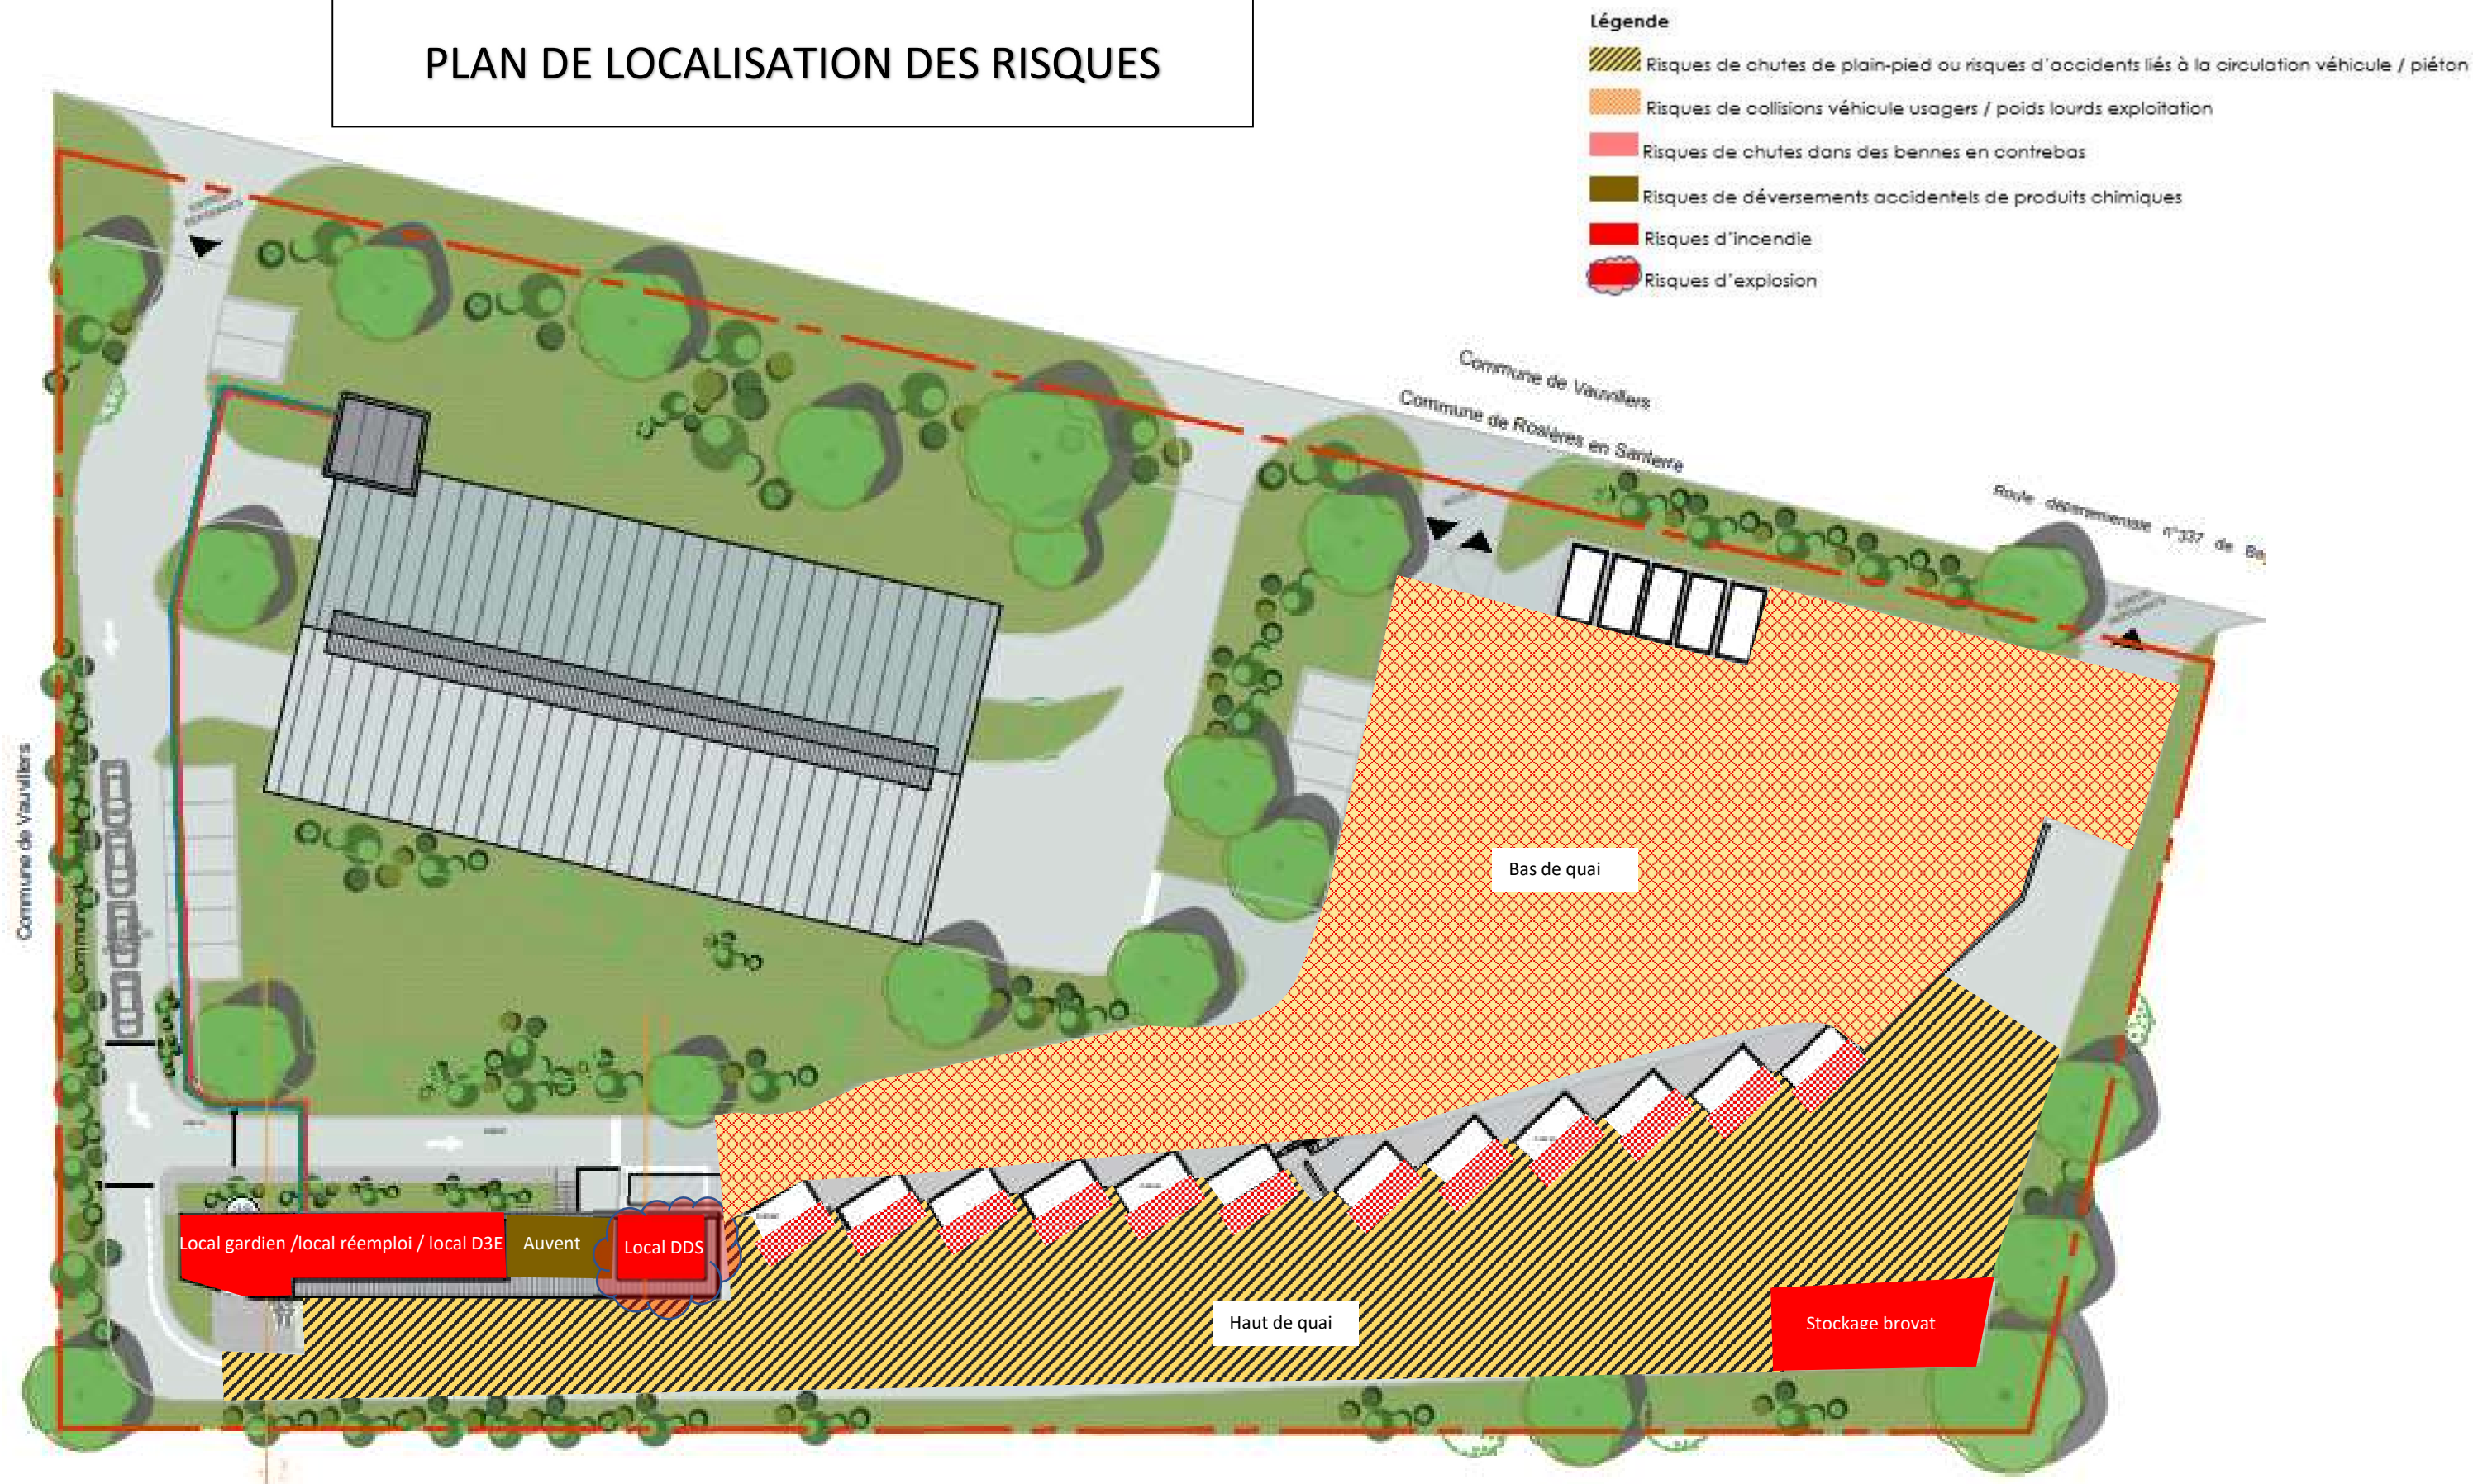 PLAN DE LOCALISATION DES RISQUES
Légende
Risques de chutes de plain-pied ou risques d'accidents liés à la circulation véhicule / piéton
Risques de collisions véhicule usagers / poids lourds exploitation
Risques de chutes dans des bennes en contrebas
Risques de déversements accidentels de produits chimiques
Risques d'incendie
Risques d'explosion
Commune de Vauvillers
Commune de Rosières en Santerre
Route départementale n°337 de
Commune de Vauvillers
Bas de quai
Local gardien /local réemploi / local D3E
Auvent
Local DDS
Haut de quai
Stockage broyat